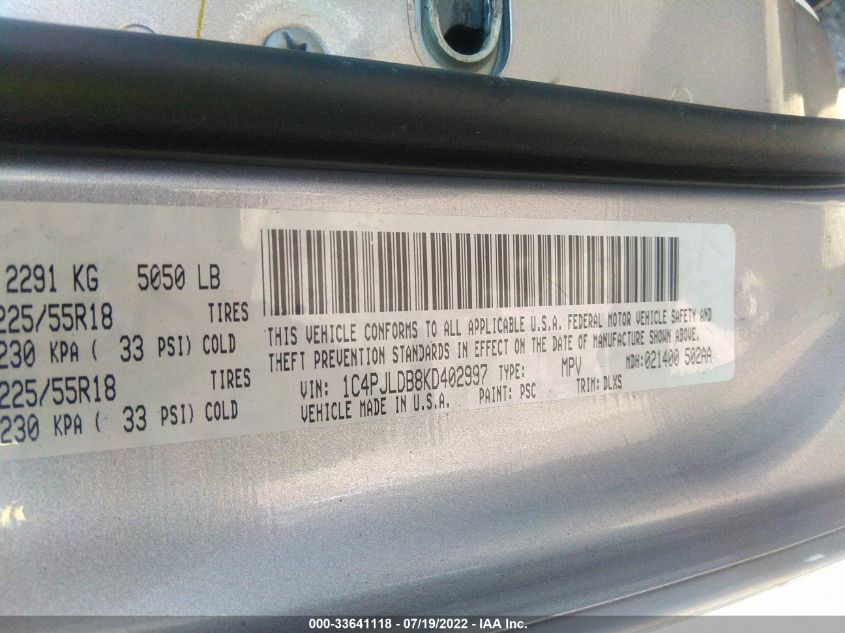 2291 KG 5050 LB
225/55R18 TIRES
230 KPA ( 33 PSI) COLD
225/55R18 TIRES
230 KPA ( 33 PSI) COLD
THIS VEHICLE CONFORMS TO ALL APPLICABLE U.S.A. FEDERAL MOTOR VEHICLE SAFETY AND
THEFT PREVENTION STANDARDS IN EFFECT ON THE DATE OF MANUFACTURE SHOWN ABOVE.
VIN: 1C4PJLDB8KD402997 TYPE: MPV MDH:021400 502AA
VEHICLE MADE IN U.S.A. PAINT: PSC TRIM: DLXS
000-33641118 - 07/19/2022 - IAA Inc.